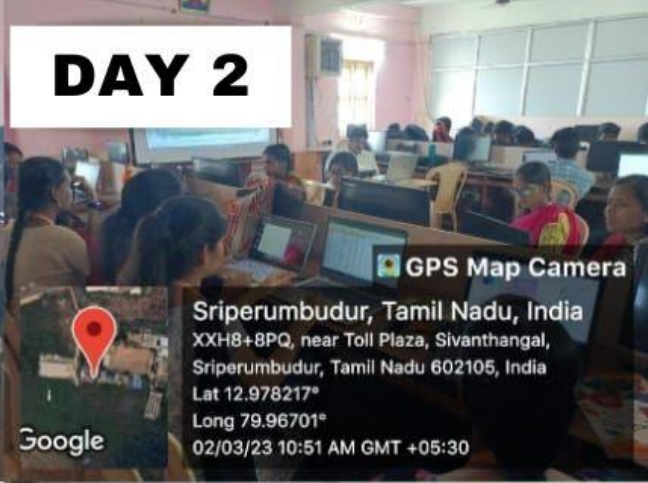 DAY 2
GPS Map Camera
Sriperumbudur, Tamil Nadu, India
XXH8+8PQ, near Toll Plaza, Sivanthangal,
Sriperumbudur, Tamil Nadu 602105, India
Lat 12.978217°
Long 79.96701°
02/03/23 10:51 AM GMT +05:30
Google